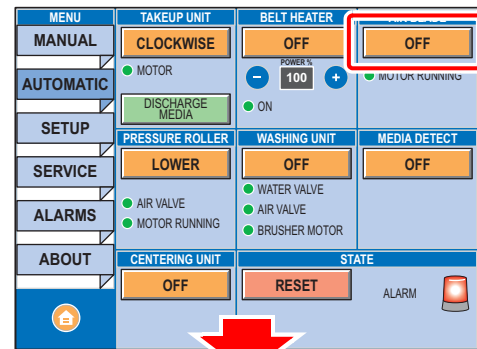 MENU
MANUAL
AUTOMATIC
SETUP
SERVICE
ALARMS
ABOUT
TAKEUP UNIT
CLOCKWISE
MOTOR
DISCHARGE
MEDIA
BELT HEATER
OFF
POWER %
100
ON
OFF
MOTOR RUNNING
PRESSURE ROLLER
LOWER
AIR VALVE
MOTOR RUNNING
WASHING UNIT
OFF
WATER VALVE
AIR VALVE
BRUSHER MOTOR
MEDIA DETECT
OFF
CENTERING UNIT
OFF
STATE
RESET
ALARM